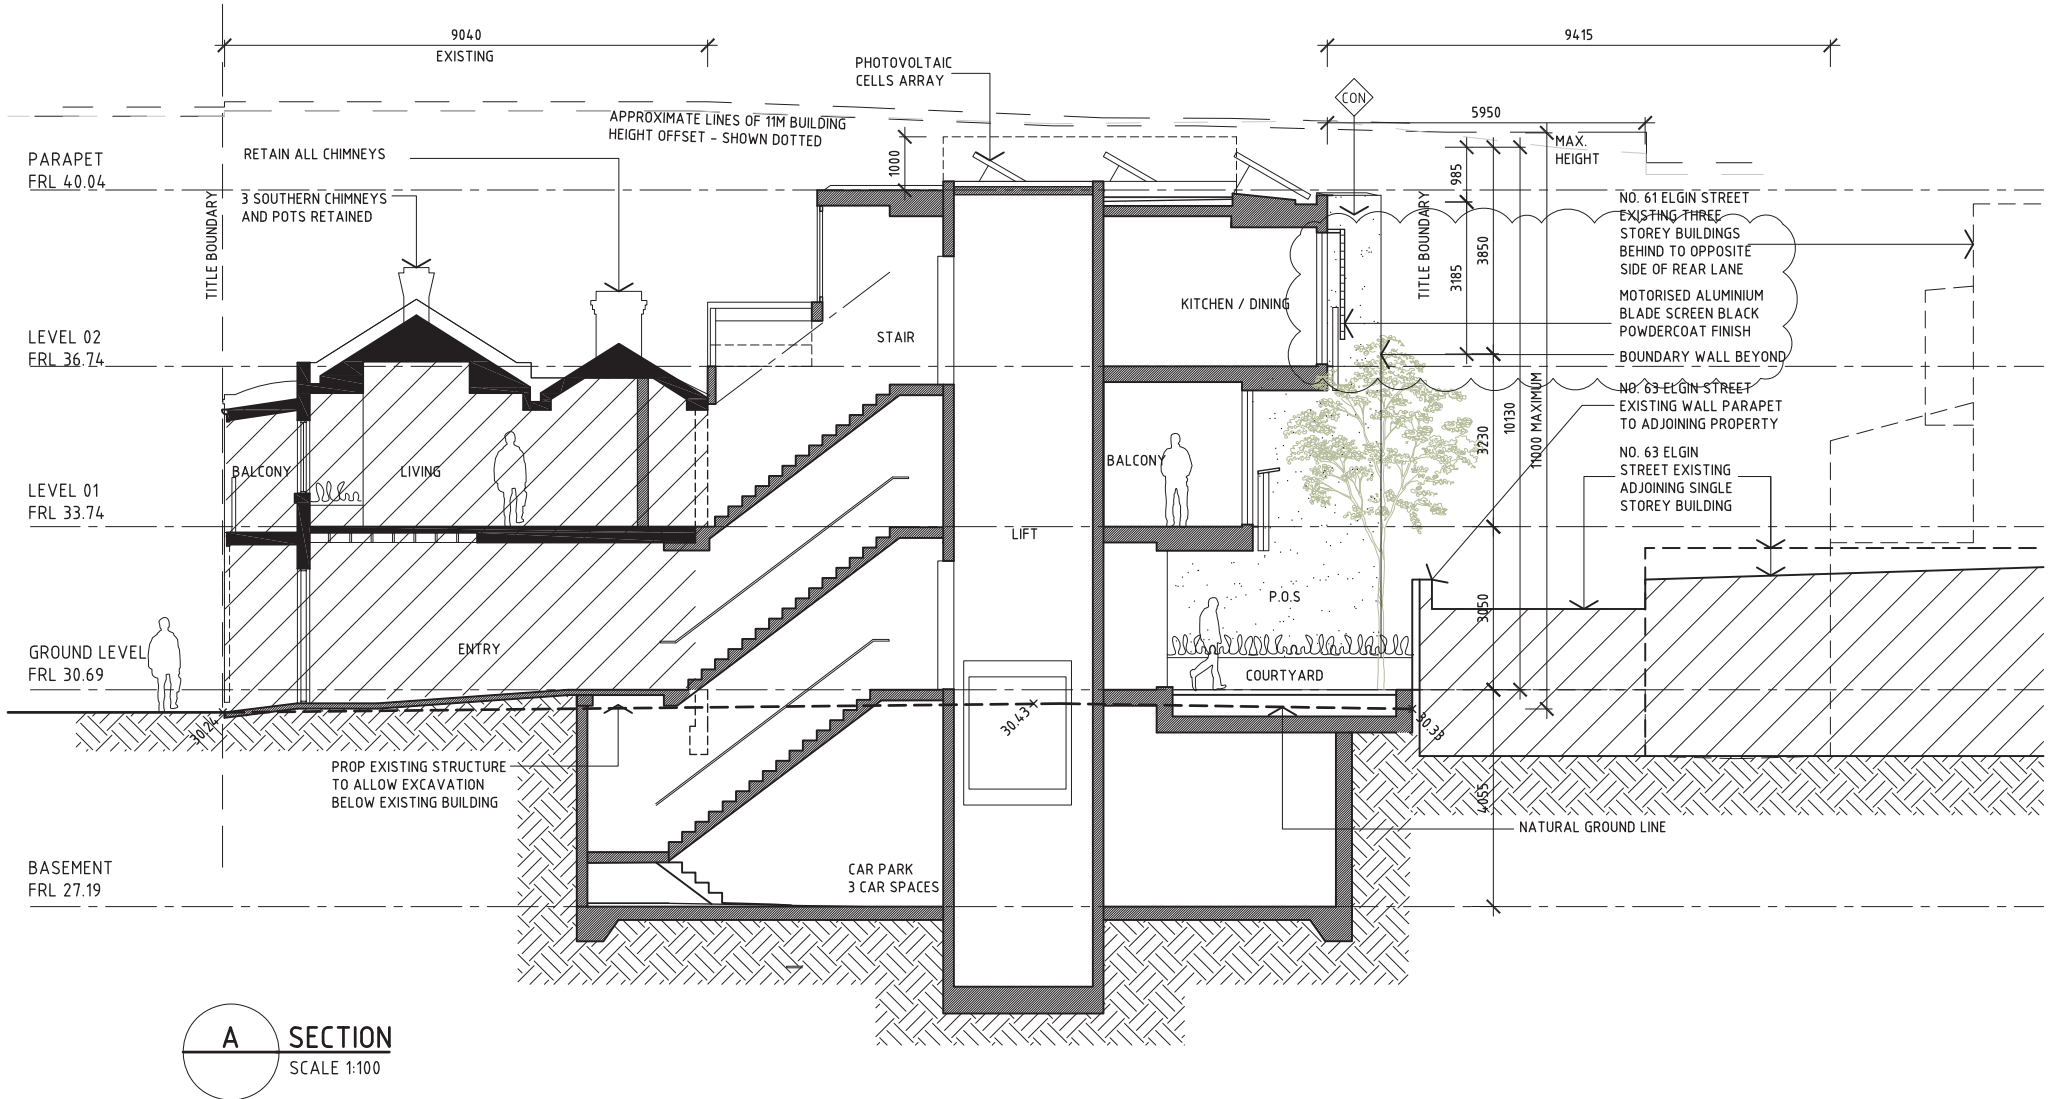 9040
EXISTING
9415
PHOTOVOLTAIC
CELLS ARRAY
CON
5950
APPROXIMATE LINES OF 11M BUILDING
HEIGHT OFFSET - SHOWN DOTTED
MAX.
HEIGHT
PARAPET
FRL 40.04
RETAIN ALL CHIMNEYS
1000
985
3 SOUTHERN CHIMNEYS
AND POTS RETAINED
TITLE BOUNDARY
TITLE BOUNDARY
NO. 61 ELGIN STREET
EXISTING THREE
STOREY BUILDINGS
BEHIND TO OPPOSITE
SIDE OF REAR LANE
3850
3185
MOTORISED ALUMINIUM
BLADE SCREEN BLACK
POWDERCOAT FINISH
KITCHEN / DINING
STAIR
LEVEL 02
FRL 36.74
BOUNDARY WALL BEYOND
NO. 63 ELGIN STREET
EXISTING WALL PARAPET
TO ADJOINING PROPERTY
10130
11000 MAXIMUM
3230
NO. 63 ELGIN
STREET EXISTING
ADJOINING SINGLE
STOREY BUILDING
BALCONY
LIVING
BALCONY
LEVEL 01
FRL 33.74
LIFT
P.O.S
3050
ENTRY
GROUND LEVEL
FRL 30.69
COURTYARD
30.24
30.43
30.33
PROP EXISTING STRUCTURE
TO ALLOW EXCAVATION
BELOW EXISTING BUILDING
4055
NATURAL GROUND LINE
BASEMENT
FRL 27.19
CAR PARK
3 CAR SPACES
A
SECTION
SCALE 1:100